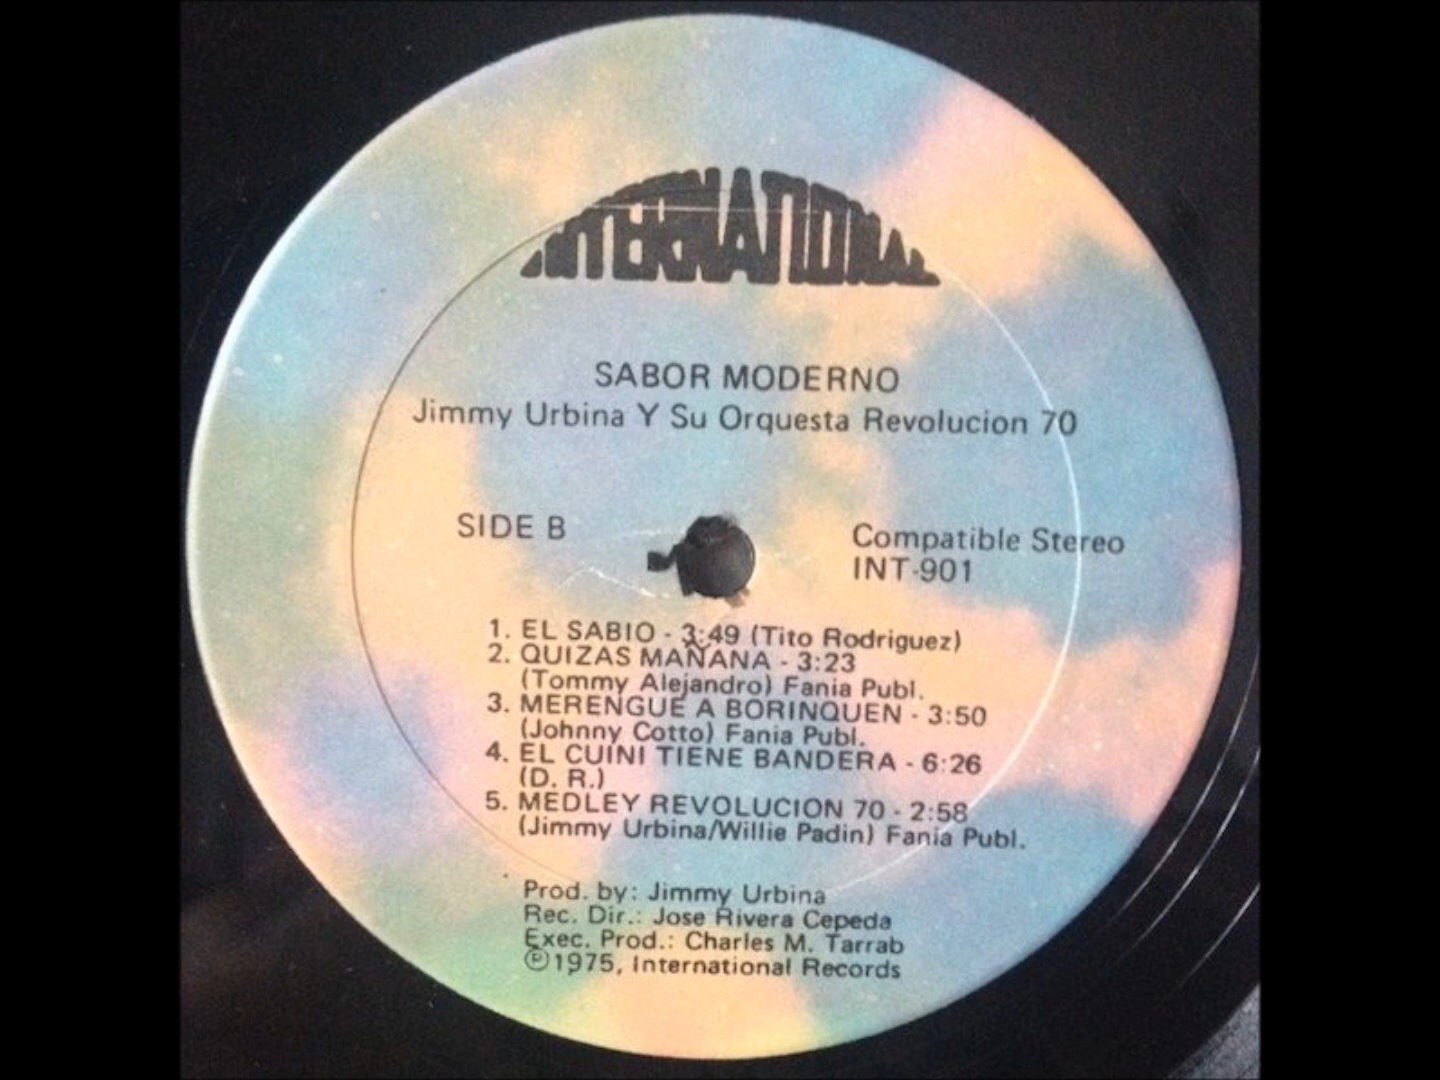 INTERNATIONAL
SABOR MODERNO
Jimmy Urbina Y Su Orquesta Revolucion 70
SIDE B
Compatible Stereo
INT-901
1. EL SABIO - 3:49 (Tito Rodriguez)
2. QUIZAS MAÑANA - 3:23
(Tommy Alejandro) Fania Publ.
3. MERENGUE A BORINQUEN - 3:50
(Johnny Cotto) Fania Publ.
4. EL CUINI TIENE BANDERA - 6:26
(D. R.)
5. MEDLEY REVOLUCION 70 - 2:58
(Jimmy Urbina/Willie Padin) Fania Publ.
Prod. by: Jimmy Urbina
Rec. Dir.: Jose Rivera Cepeda
Exec. Prod.: Charles M. Tarrab
℗1975, International Records